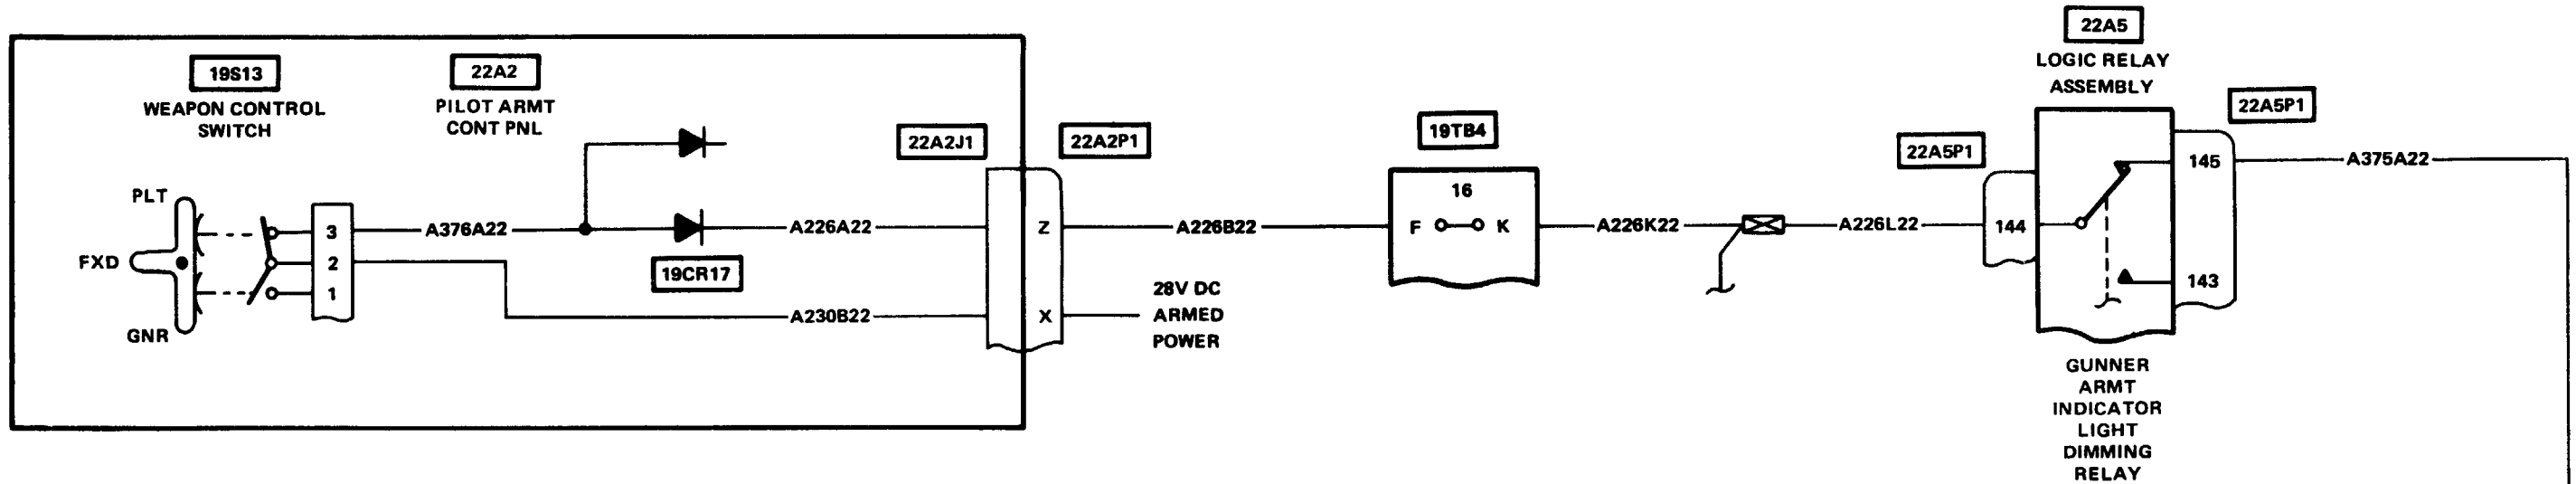 19S13
WEAPON CONTROL
SWITCH
22A2
PILOT ARMT
CONT PNL
PLT
FXD
GNR
3
2
1
A376A22
19CR17
A226A22
A230B22
22A2J1
22A2P1
Z
X
A226B22
28V DC
ARMED
POWER
19TB4
16
F
K
A226K22
A226L22
22A5P1
144
22A5
LOGIC RELAY
ASSEMBLY
22A5P1
145
143
A375A22
GUNNER
ARMT
INDICATOR
LIGHT
DIMMING
RELAY